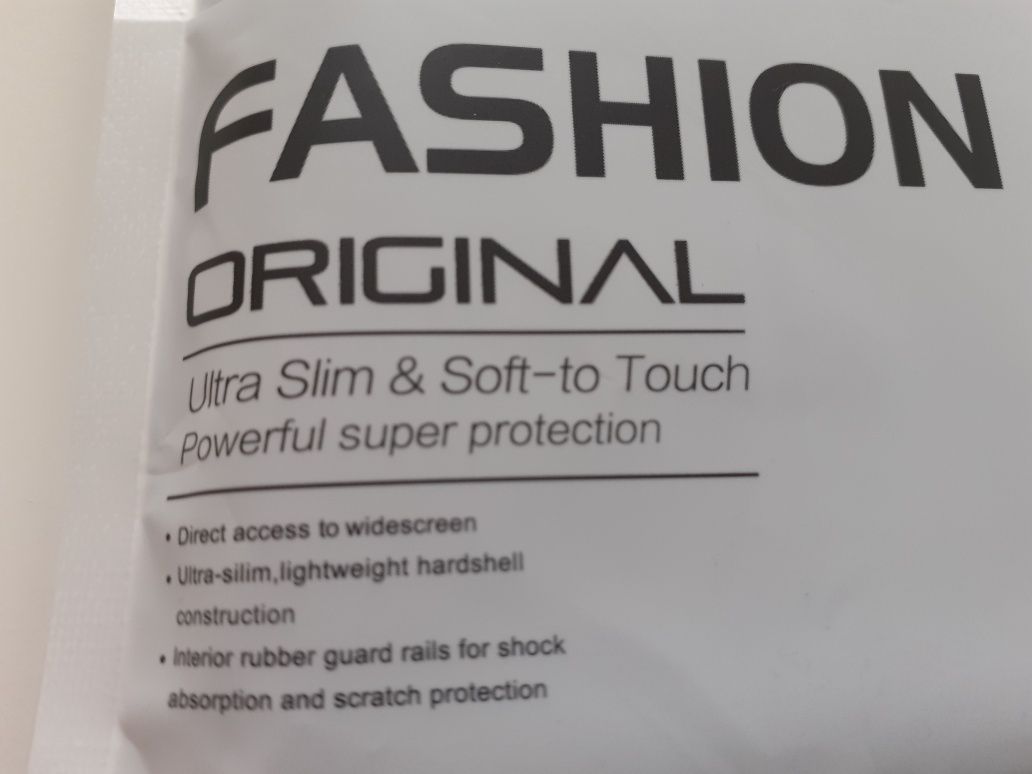 FASHION
ORIGINAL
Ultra Slim & Soft-to Touch
Powerful super protection
• Direct access to widescreen
• Ultra-silim,lightweight hardshell
construction
• Interior rubber guard rails for shock
absorption and scratch protection